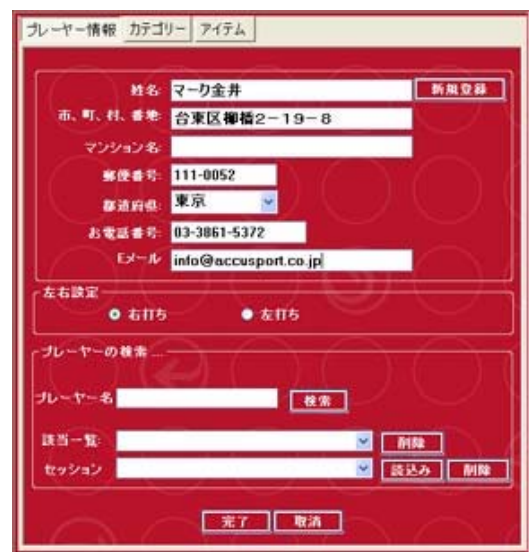 プレーヤー情報 カテゴリー アイテム
姓名: マーク金井 新規登録
市、町、村、番地: 台東区柳橋2－19－8
マンション名:
郵便番号: 111-0052
都道府県: 東京
お電話番号: 03-3861-5372
Eメール info@accusport.co.jp
左右設定
右打ち 左打ち
プレーヤーの検索 ...
プレーヤー名 検索
該当一覧: 削除
セッション 読込み 削除
完了 取消